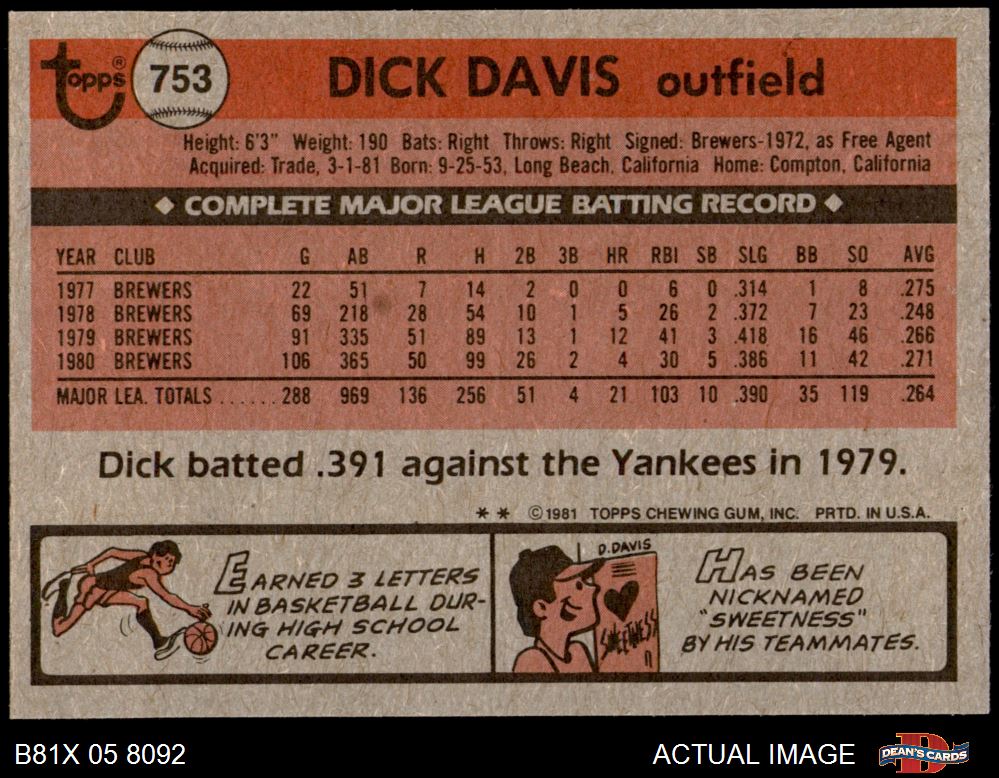 topps®
753
DICK DAVIS outfield
Height: 6'3" Weight: 190 Bats: Right Throws: Right Signed: Brewers-1972, as Free Agent
Acquired: Trade, 3-1-81 Born: 9-25-53, Long Beach, California Home: Compton, California
◆ COMPLETE MAJOR LEAGUE BATTING RECORD ◆
YEAR CLUB G AB R H 2B 3B HR RBI SB SLG BB SO AVG
1977 BREWERS 22 51 7 14 2 0 0 6 0 .314 1 8 .275
1978 BREWERS 69 218 28 54 10 1 5 26 2 .372 7 23 .248
1979 BREWERS 91 335 51 89 13 1 12 41 3 .418 16 46 .266
1980 BREWERS 106 365 50 99 26 2 4 30 5 .386 11 42 .271
MAJOR LEA. TOTALS ...... 288 969 136 256 51 4 21 103 10 .390 35 119 .264
Dick batted .391 against the Yankees in 1979.
** ©1981 TOPPS CHEWING GUM, INC. PRTD. IN U.S.A.
EARNED 3 LETTERS
IN BASKETBALL DUR-
ING HIGH SCHOOL
CAREER.
D. DAVIS
SWEETNESS
HAS BEEN
NICKNAMED
"SWEETNESS"
BY HIS TEAMMATES.
B81X 05 8092
ACTUAL IMAGE
D
DEAN'S CARDS